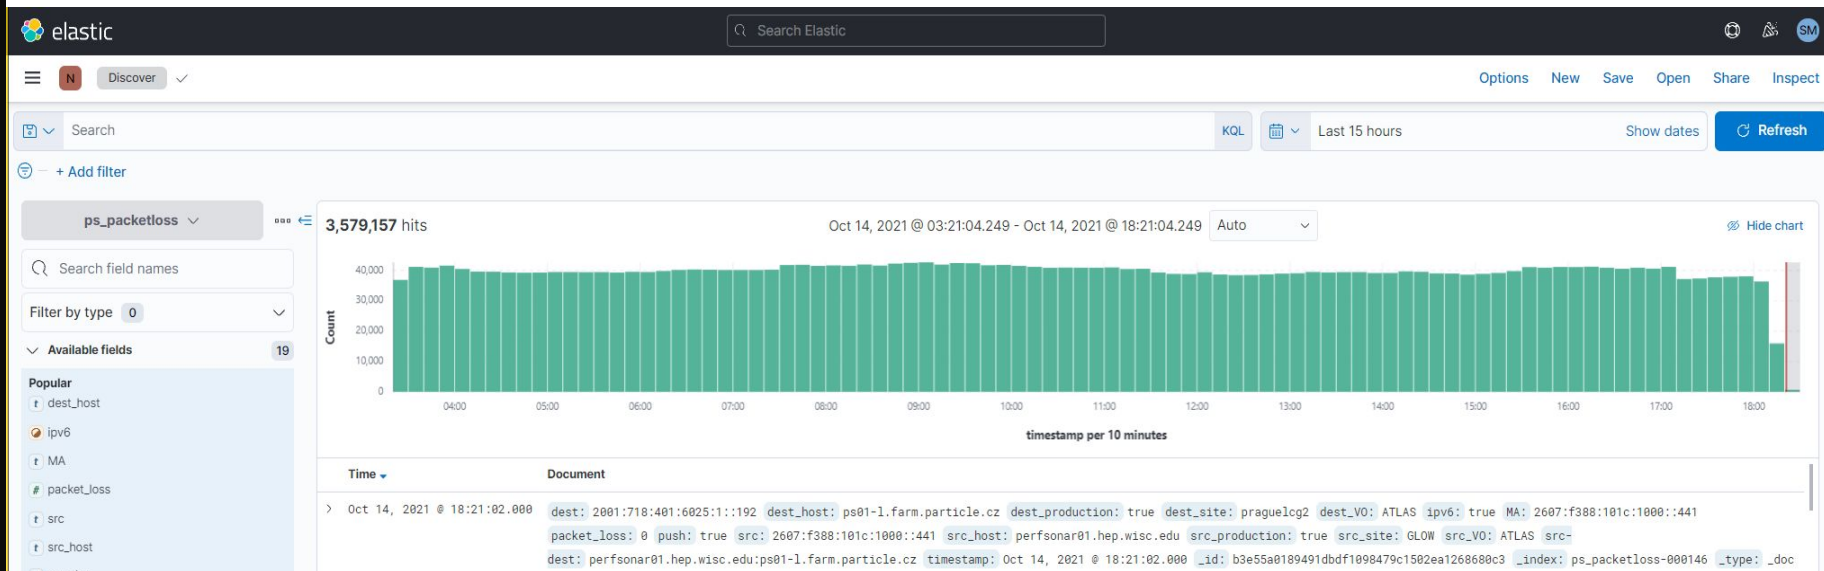 elastic
Search Elastic
SM
N
Discover
Options New Save Open Share Inspect
Search
KQL
Last 15 hours
Show dates
Refresh
+ Add filter
ps_packetloss
3,579,157 hits
Oct 14, 2021 @ 03:21:04.249 - Oct 14, 2021 @ 18:21:04.249
Auto
Hide chart
Search field names
Filter by type 0
Available fields 19
Popular
t dest_host
ipv6
t MA
# packet_loss
t src
t src_host
Count
40,000
30,000
20,000
10,000
0
04:00 05:00 06:00 07:00 08:00 09:00 10:00 11:00 12:00 13:00 14:00 15:00 16:00 17:00 18:00
timestamp per 10 minutes
Time Document
Oct 14, 2021 @ 18:21:02.000
dest: 2001:718:401:6025:1::192 dest_host: ps01-l.farm.particle.cz dest_production: true dest_site: praguelcg2 dest_VO: ATLAS ipv6: true MA: 2607:f388:101c:1000::441
packet_loss: 0 push: true src: 2607:f388:101c:1000::441 src_host: perfsonar01.hep.wisc.edu src_production: true src_site: GLOW src_VO: ATLAS src-
dest: perfsonar01.hep.wisc.edu:ps01-l.farm.particle.cz timestamp: Oct 14, 2021 @ 18:21:02.000 _id: b3e55a0189491dbdf1098479c1502ea1268680c3 _index: ps_packetloss-000146 _type: _doc